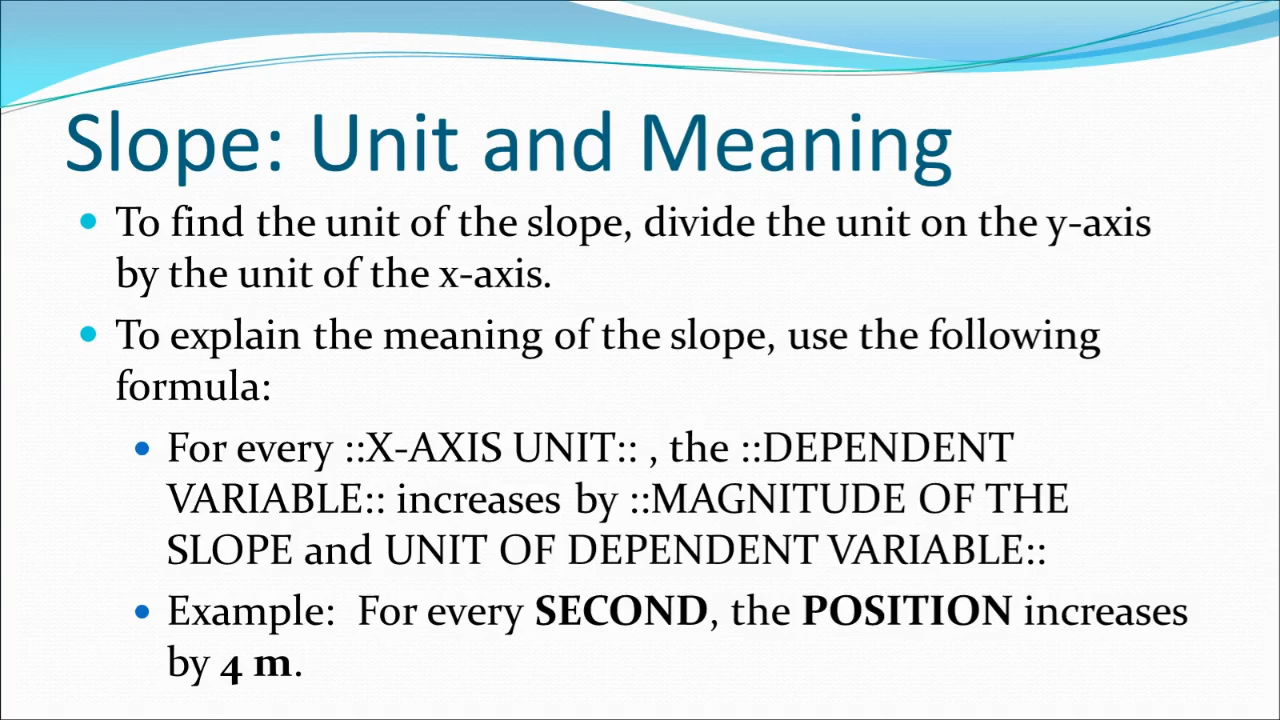 Slope: Unit and Meaning
• To find the unit of the slope, divide the unit on the y-axis
by the unit of the x-axis.
• To explain the meaning of the slope, use the following
formula:
• For every ::X-AXIS UNIT:: , the ::DEPENDENT
VARIABLE:: increases by ::MAGNITUDE OF THE
SLOPE and UNIT OF DEPENDENT VARIABLE::
• Example:  For every SECOND, the POSITION increases
by 4 m.